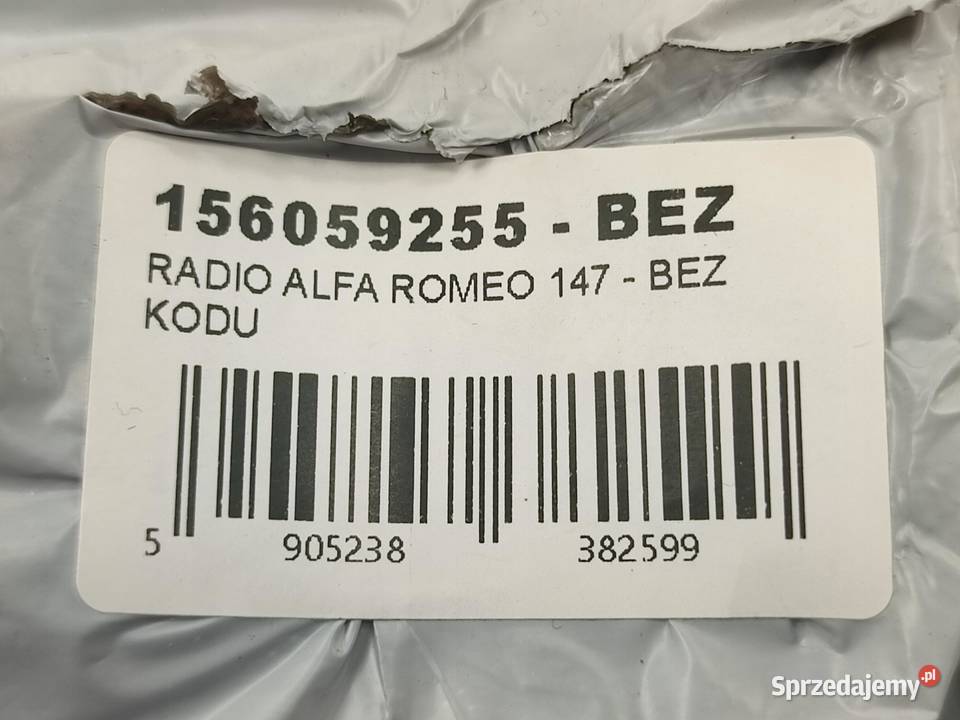 156059255 - BEZ
RADIO ALFA ROMEO 147 - BEZ
KODU
5 905238 382599
Sprzedajemy.pl